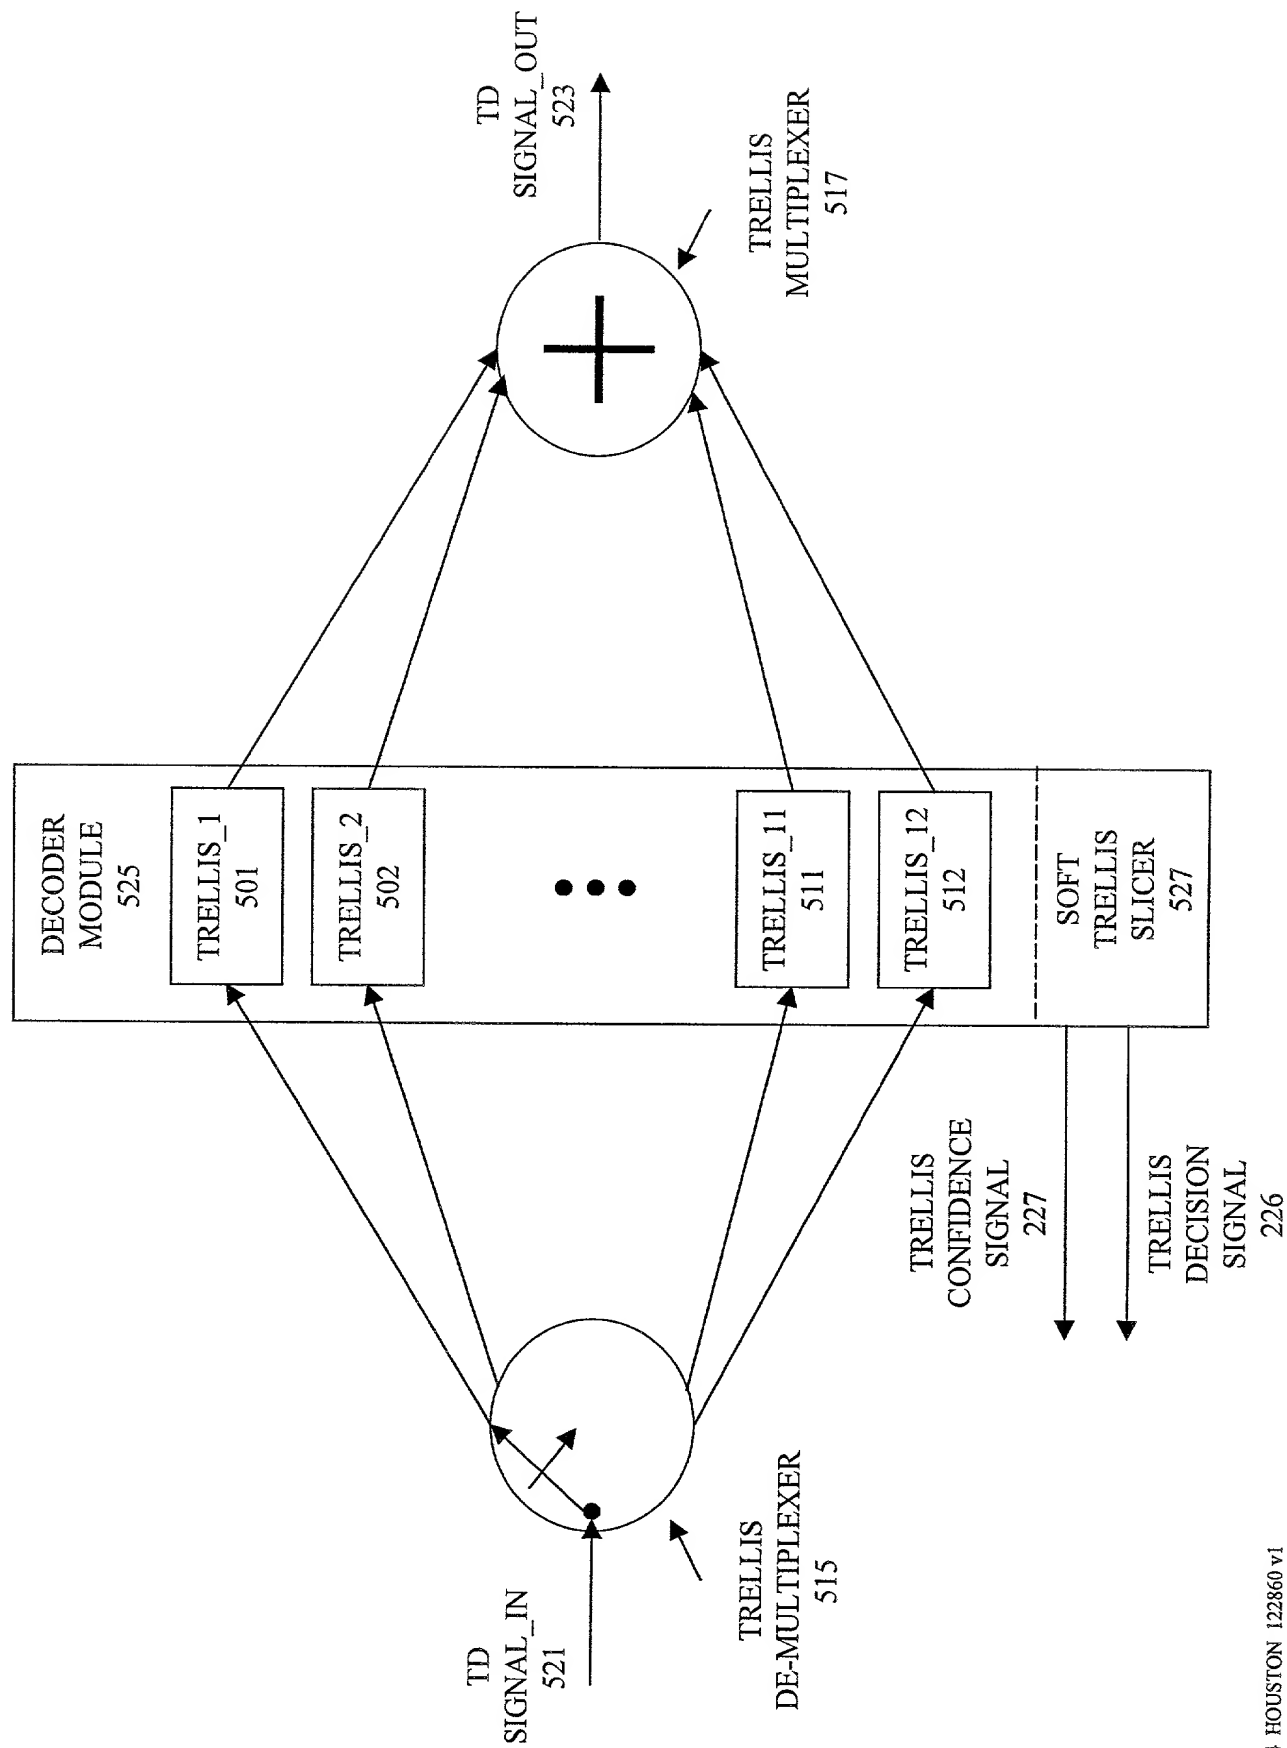 TD
SIGNAL_IN
521
TRELLIS
DE-MULTIPLEXER
515
DECODER
MODULE
525
TRELLIS_1
501
TRELLIS_2
502
TRELLIS_11
511
TRELLIS_12
512
SOFT
TRELLIS
SLICER
527
TRELLIS
CONFIDENCE
SIGNAL
227
TRELLIS
DECISION
SIGNAL
226
TD
SIGNAL_OUT
523
TRELLIS
MULTIPLEXER
517
HOUSTON 122860 v1